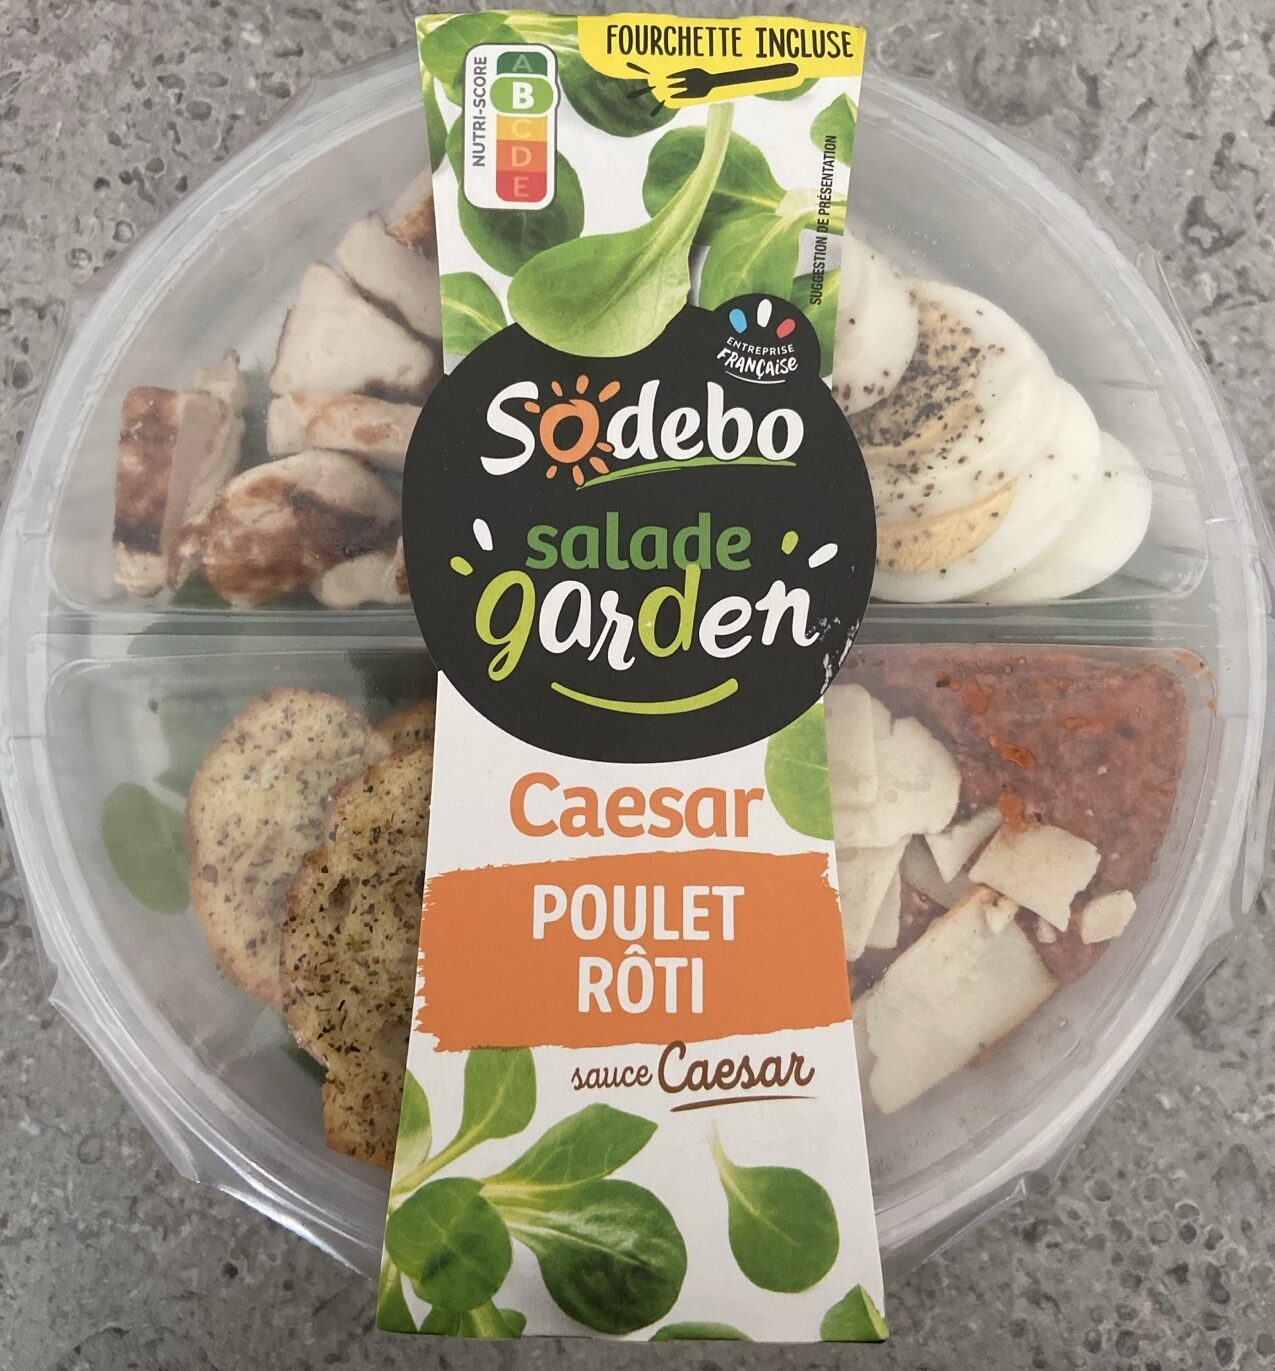 FOURCHETTE INCLUSE
NUTRI-SCORE
A
B
C
D
E
SUGGESTION DE PRÉSENTATION
ENTREPRISE
FRANÇAISE
Sodebo
salade
garden
Caesar
POULET
RÔTI
sauce Caesar